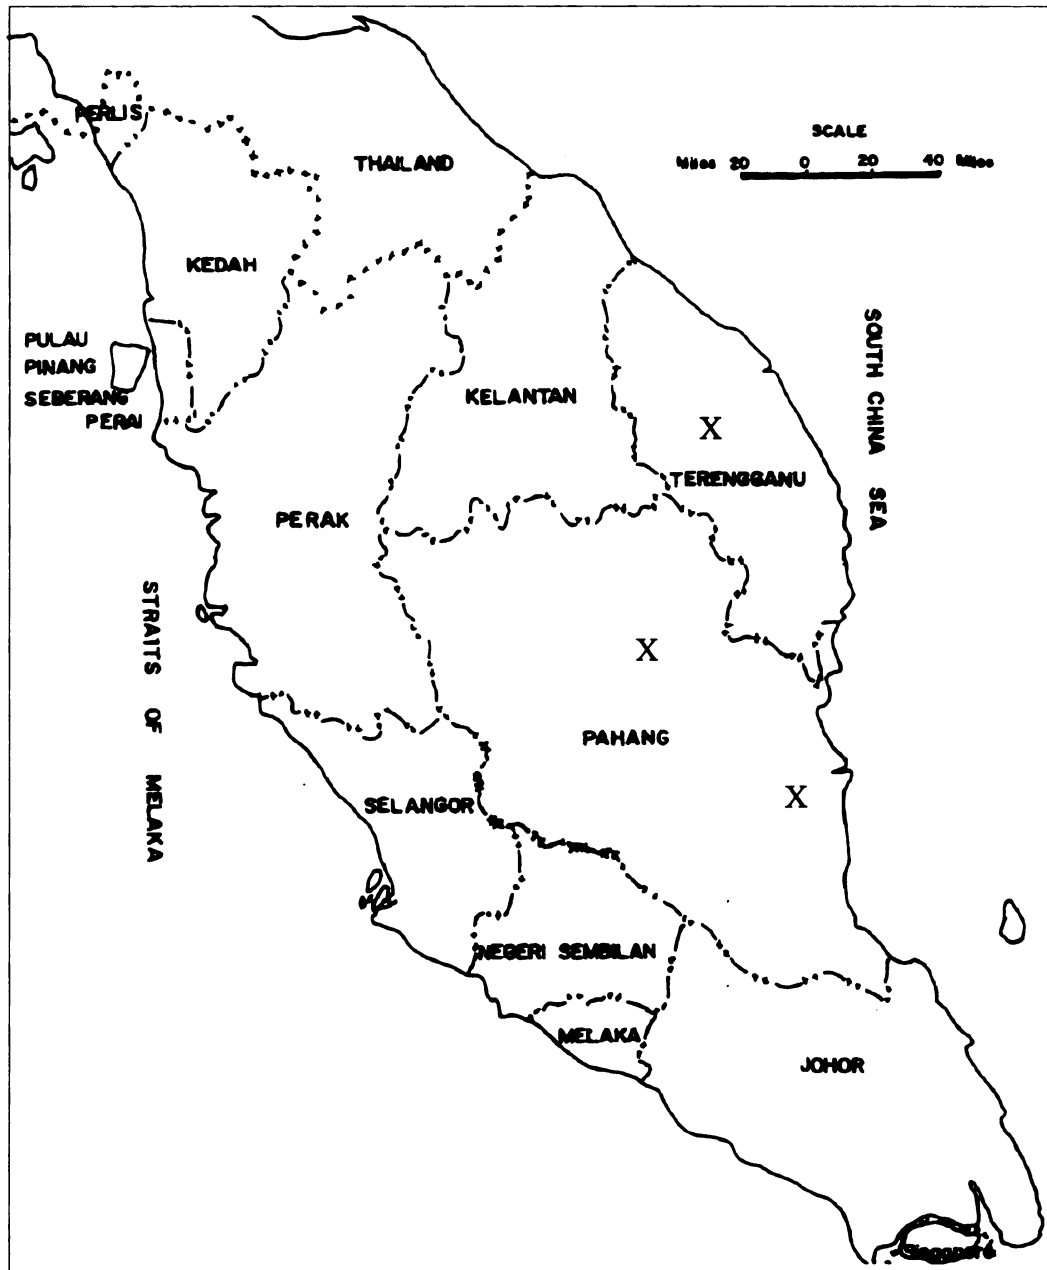 PERLIS
SCALE
THAILAND
Miles 20 0 20 40 Miles
KEDAH
PULAU
PINANG
SEBERANG
PERAI
KELANTAN
X
TERENGGANU
SOUTH CHINA SEA
PERAK
STRAITS OF MELAKA
X
PAHANG
X
SELANGOR
NEGERI SEMBILAN
MELAKA
JOHOR
Singapore